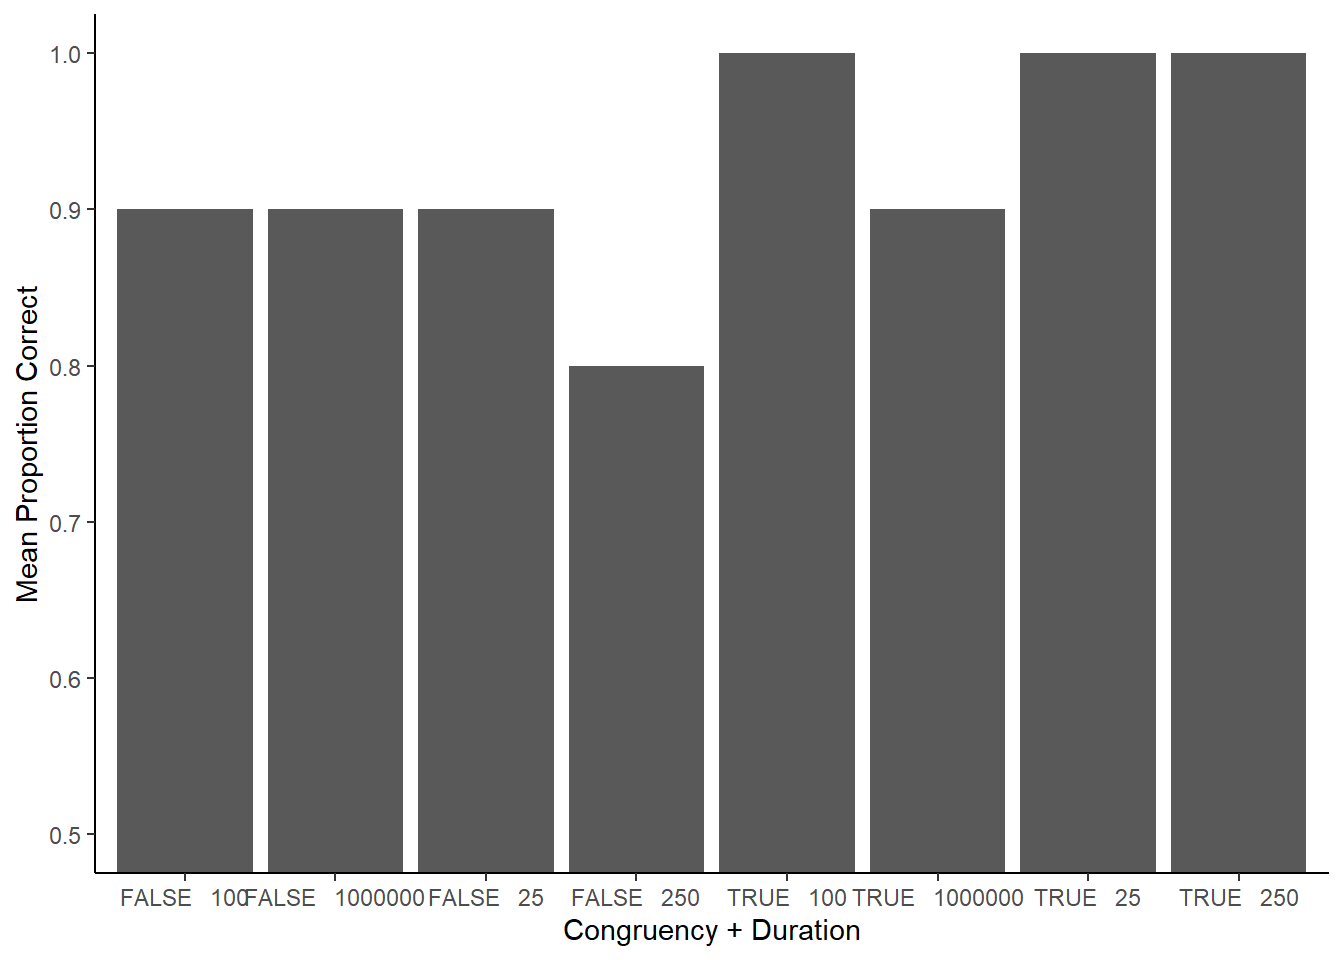 1.0
0.9
0.8
0.7
0.6
0.5
Mean Proportion Correct
FALSE 100 FALSE 1000000 FALSE 25 FALSE 250 TRUE 100 TRUE 1000000 TRUE 25 TRUE 250
Congruency + Duration